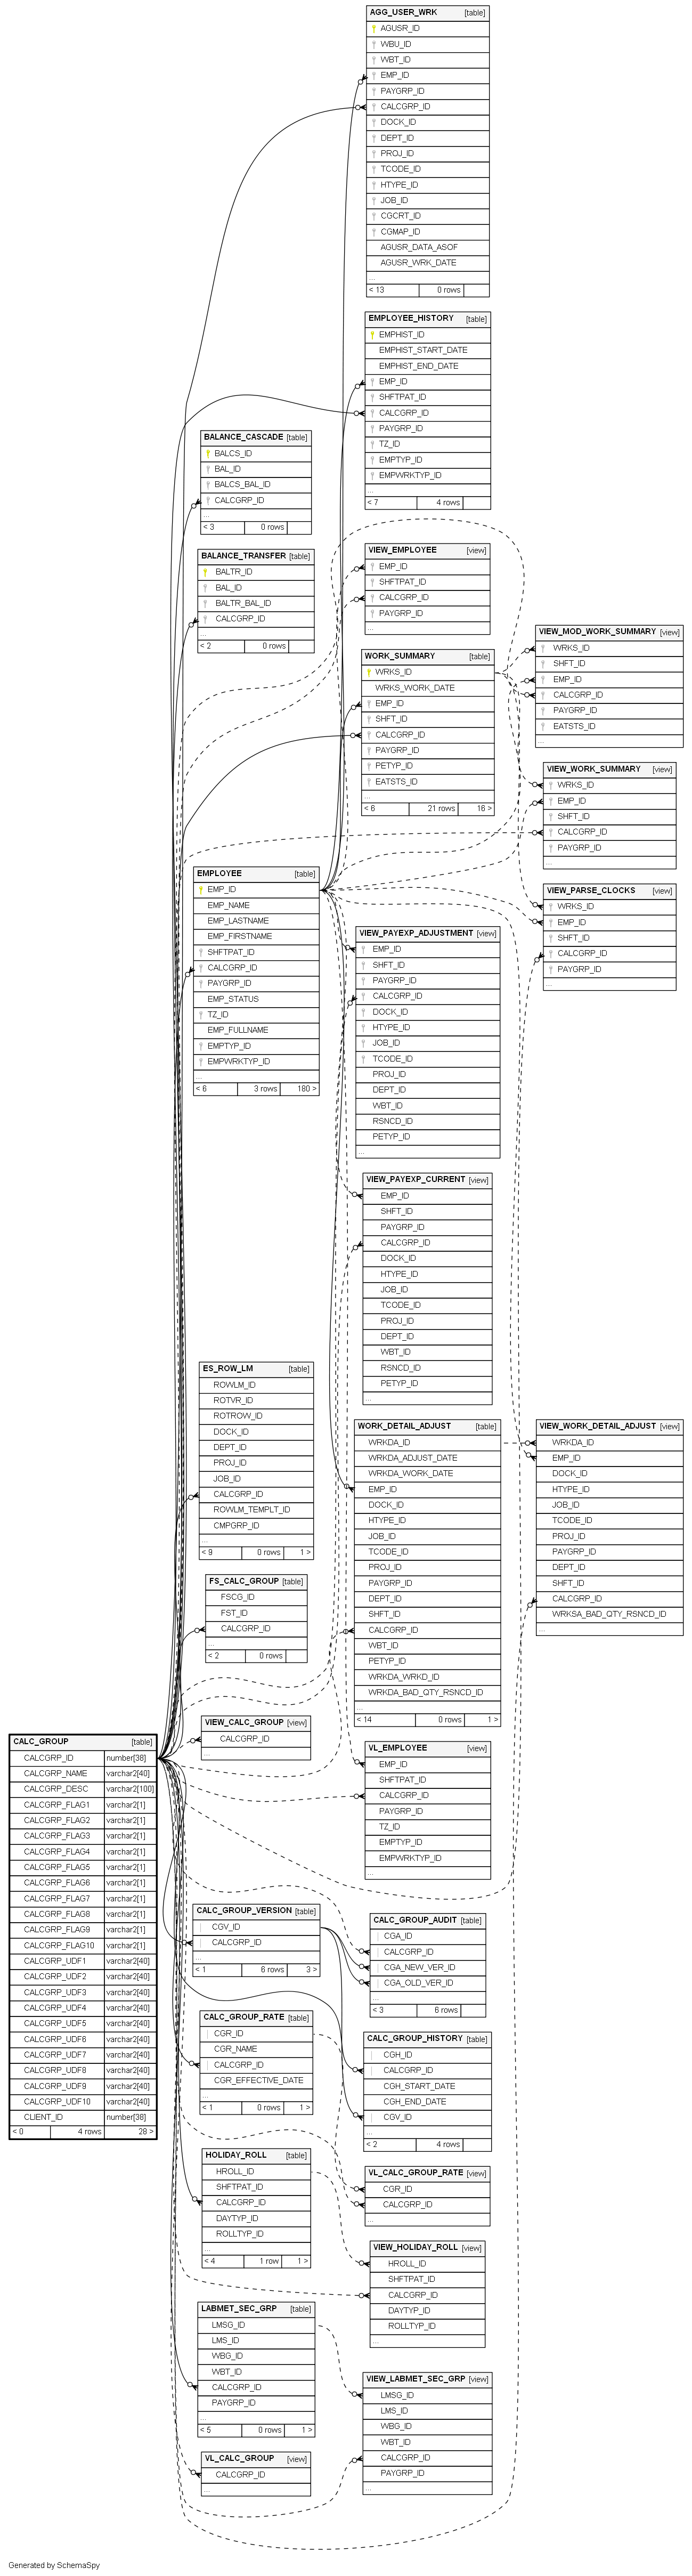 AGG_USER_WRK [table]
AGUSR_ID
WBU_ID
WBT_ID
EMP_ID
PAYGRP_ID
CALCGRP_ID
DOCK_ID
DEPT_ID
PROJ_ID
TCODE_ID
HTYPE_ID
JOB_ID
CGCRT_ID
CGMAP_ID
AGUSR_DATA_ASOF
AGUSR_WRK_DATE
...
< 13 0 rows
EMPLOYEE_HISTORY [table]
EMPHIST_ID
EMPHIST_START_DATE
EMPHIST_END_DATE
EMP_ID
SHFTPAT_ID
CALCGRP_ID
PAYGRP_ID
TZ_ID
EMPTYP_ID
EMPWRKTYP_ID
...
< 7 4 rows
BALANCE_CASCADE [table]
BALCS_ID
BAL_ID
BALCS_BAL_ID
CALCGRP_ID
...
< 3 0 rows
BALANCE_TRANSFER [table]
BALTR_ID
BAL_ID
BALTR_BAL_ID
CALCGRP_ID
...
< 2 0 rows
VIEW_EMPLOYEE [view]
EMP_ID
SHFTPAT_ID
CALCGRP_ID
PAYGRP_ID
...
WORK_SUMMARY [table]
WRKS_ID
WRKS_WORK_DATE
EMP_ID
SHFT_ID
CALCGRP_ID
PAYGRP_ID
PETYP_ID
EATSTS_ID
...
< 6 21 rows 16 >
VIEW_MOD_WORK_SUMMARY [view]
WRKS_ID
SHFT_ID
EMP_ID
CALCGRP_ID
PAYGRP_ID
EATSTS_ID
...
VIEW_WORK_SUMMARY [view]
WRKS_ID
EMP_ID
SHFT_ID
CALCGRP_ID
PAYGRP_ID
...
VIEW_PARSE_CLOCKS [view]
WRKS_ID
EMP_ID
SHFT_ID
CALCGRP_ID
PAYGRP_ID
...
EMPLOYEE [table]
EMP_ID
EMP_NAME
EMP_LASTNAME
EMP_FIRSTNAME
SHFTPAT_ID
CALCGRP_ID
PAYGRP_ID
EMP_STATUS
TZ_ID
EMP_FULLNAME
EMPTYP_ID
EMPWRKTYP_ID
...
< 6 3 rows 180 >
VIEW_PAYEXP_ADJUSTMENT [view]
EMP_ID
SHFT_ID
PAYGRP_ID
CALCGRP_ID
DOCK_ID
HTYPE_ID
JOB_ID
TCODE_ID
PROJ_ID
DEPT_ID
WBT_ID
RSNCD_ID
PETYP_ID
...
VIEW_PAYEXP_CURRENT [view]
EMP_ID
SHFT_ID
PAYGRP_ID
CALCGRP_ID
DOCK_ID
HTYPE_ID
JOB_ID
TCODE_ID
PROJ_ID
DEPT_ID
WBT_ID
RSNCD_ID
PETYP_ID
...
ES_ROW_LM [table]
ROWLM_ID
ROTVR_ID
ROTROW_ID
DOCK_ID
DEPT_ID
PROJ_ID
JOB_ID
CALCGRP_ID
ROWLM_TEMPLT_ID
CMPGRP_ID
...
< 9 0 rows 1 >
WORK_DETAIL_ADJUST [table]
WRKDA_ID
WRKDA_ADJUST_DATE
WRKDA_WORK_DATE
EMP_ID
DOCK_ID
HTYPE_ID
JOB_ID
TCODE_ID
PROJ_ID
PAYGRP_ID
DEPT_ID
SHFT_ID
CALCGRP_ID
WBT_ID
PETYP_ID
WRKDA_WRKD_ID
WRKDA_BAD_QTY_RSNCD_ID
...
< 14 0 rows 1 >
VIEW_WORK_DETAIL_ADJUST [view]
WRKDA_ID
EMP_ID
DOCK_ID
HTYPE_ID
JOB_ID
TCODE_ID
PROJ_ID
PAYGRP_ID
DEPT_ID
SHFT_ID
CALCGRP_ID
WRKSA_BAD_QTY_RSNCD_ID
...
FS_CALC_GROUP [table]
FSCG_ID
FST_ID
CALCGRP_ID
...
< 2 0 rows
VIEW_CALC_GROUP [view]
CALCGRP_ID
...
CALC_GROUP [table]
CALCGRP_ID number[38]
CALCGRP_NAME varchar2[40]
CALCGRP_DESC varchar2[100]
CALCGRP_FLAG1 varchar2[1]
CALCGRP_FLAG2 varchar2[1]
CALCGRP_FLAG3 varchar2[1]
CALCGRP_FLAG4 varchar2[1]
CALCGRP_FLAG5 varchar2[1]
CALCGRP_FLAG6 varchar2[1]
CALCGRP_FLAG7 varchar2[1]
CALCGRP_FLAG8 varchar2[1]
CALCGRP_FLAG9 varchar2[1]
CALCGRP_FLAG10 varchar2[1]
CALCGRP_UDF1 varchar2[40]
CALCGRP_UDF2 varchar2[40]
CALCGRP_UDF3 varchar2[40]
CALCGRP_UDF4 varchar2[40]
CALCGRP_UDF5 varchar2[40]
CALCGRP_UDF6 varchar2[40]
CALCGRP_UDF7 varchar2[40]
CALCGRP_UDF8 varchar2[40]
CALCGRP_UDF9 varchar2[40]
CALCGRP_UDF10 varchar2[40]
CLIENT_ID number[38]
< 0 4 rows 28 >
VL_EMPLOYEE [view]
EMP_ID
SHFTPAT_ID
CALCGRP_ID
PAYGRP_ID
TZ_ID
EMPTYP_ID
EMPWRKTYP_ID
...
CALC_GROUP_VERSION [table]
CGV_ID
CALCGRP_ID
...
< 1 6 rows 3 >
CALC_GROUP_AUDIT [table]
CGA_ID
CALCGRP_ID
CGA_NEW_VER_ID
CGA_OLD_VER_ID
...
< 3 6 rows
CALC_GROUP_RATE [table]
CGR_ID
CGR_NAME
CALCGRP_ID
CGR_EFFECTIVE_DATE
...
< 1 0 rows 1 >
CALC_GROUP_HISTORY [table]
CGH_ID
CALCGRP_ID
CGH_START_DATE
CGH_END_DATE
CGV_ID
...
< 2 4 rows
HOLIDAY_ROLL [table]
HROLL_ID
SHFTPAT_ID
CALCGRP_ID
DAYTYP_ID
ROLLTYP_ID
...
< 4 1 row 1 >
VL_CALC_GROUP_RATE [view]
CGR_ID
CALCGRP_ID
...
VIEW_HOLIDAY_ROLL [view]
HROLL_ID
SHFTPAT_ID
CALCGRP_ID
DAYTYP_ID
ROLLTYP_ID
...
LABMET_SEC_GRP [table]
LMSG_ID
LMS_ID
WBG_ID
WBT_ID
CALCGRP_ID
PAYGRP_ID
...
< 5 0 rows 1 >
VIEW_LABMET_SEC_GRP [view]
LMSG_ID
LMS_ID
WBG_ID
WBT_ID
CALCGRP_ID
PAYGRP_ID
...
VL_CALC_GROUP [view]
CALCGRP_ID
...
Generated by SchemaSpy